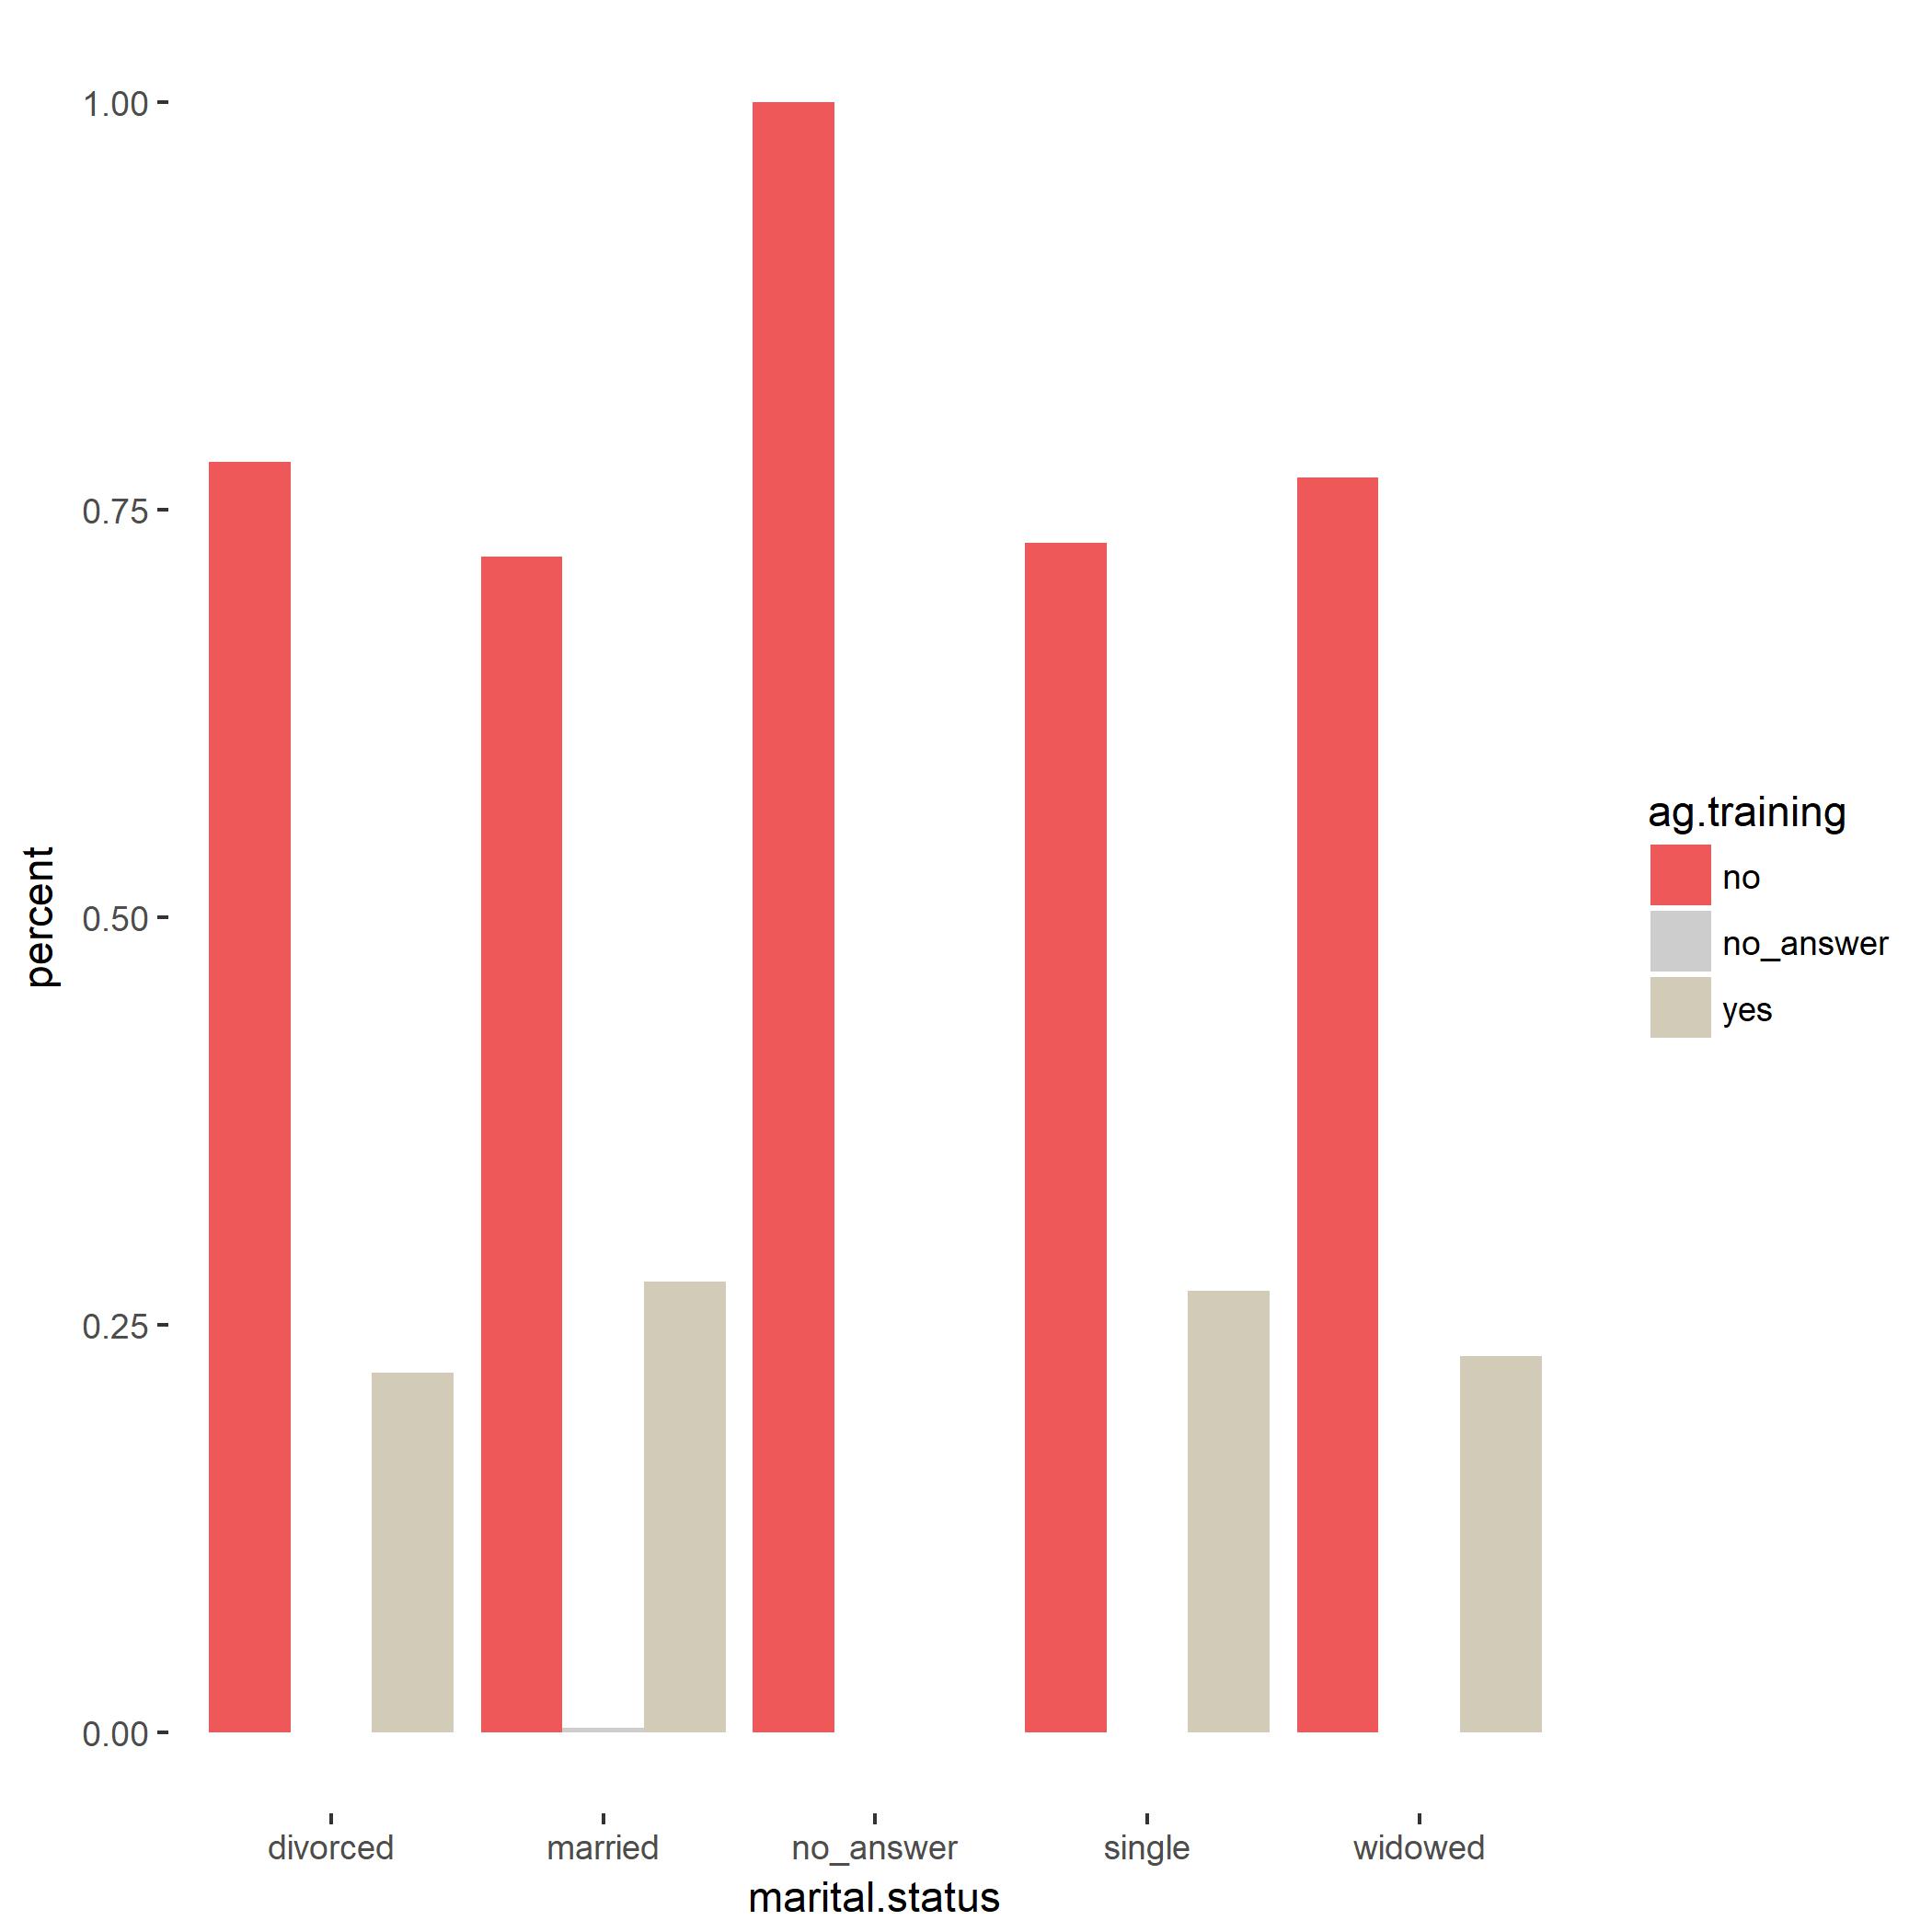 1.00
0.75
0.50
0.25
0.00
percent
divorced married no_answer single widowed
marital.status
ag.training
no
no_answer
yes